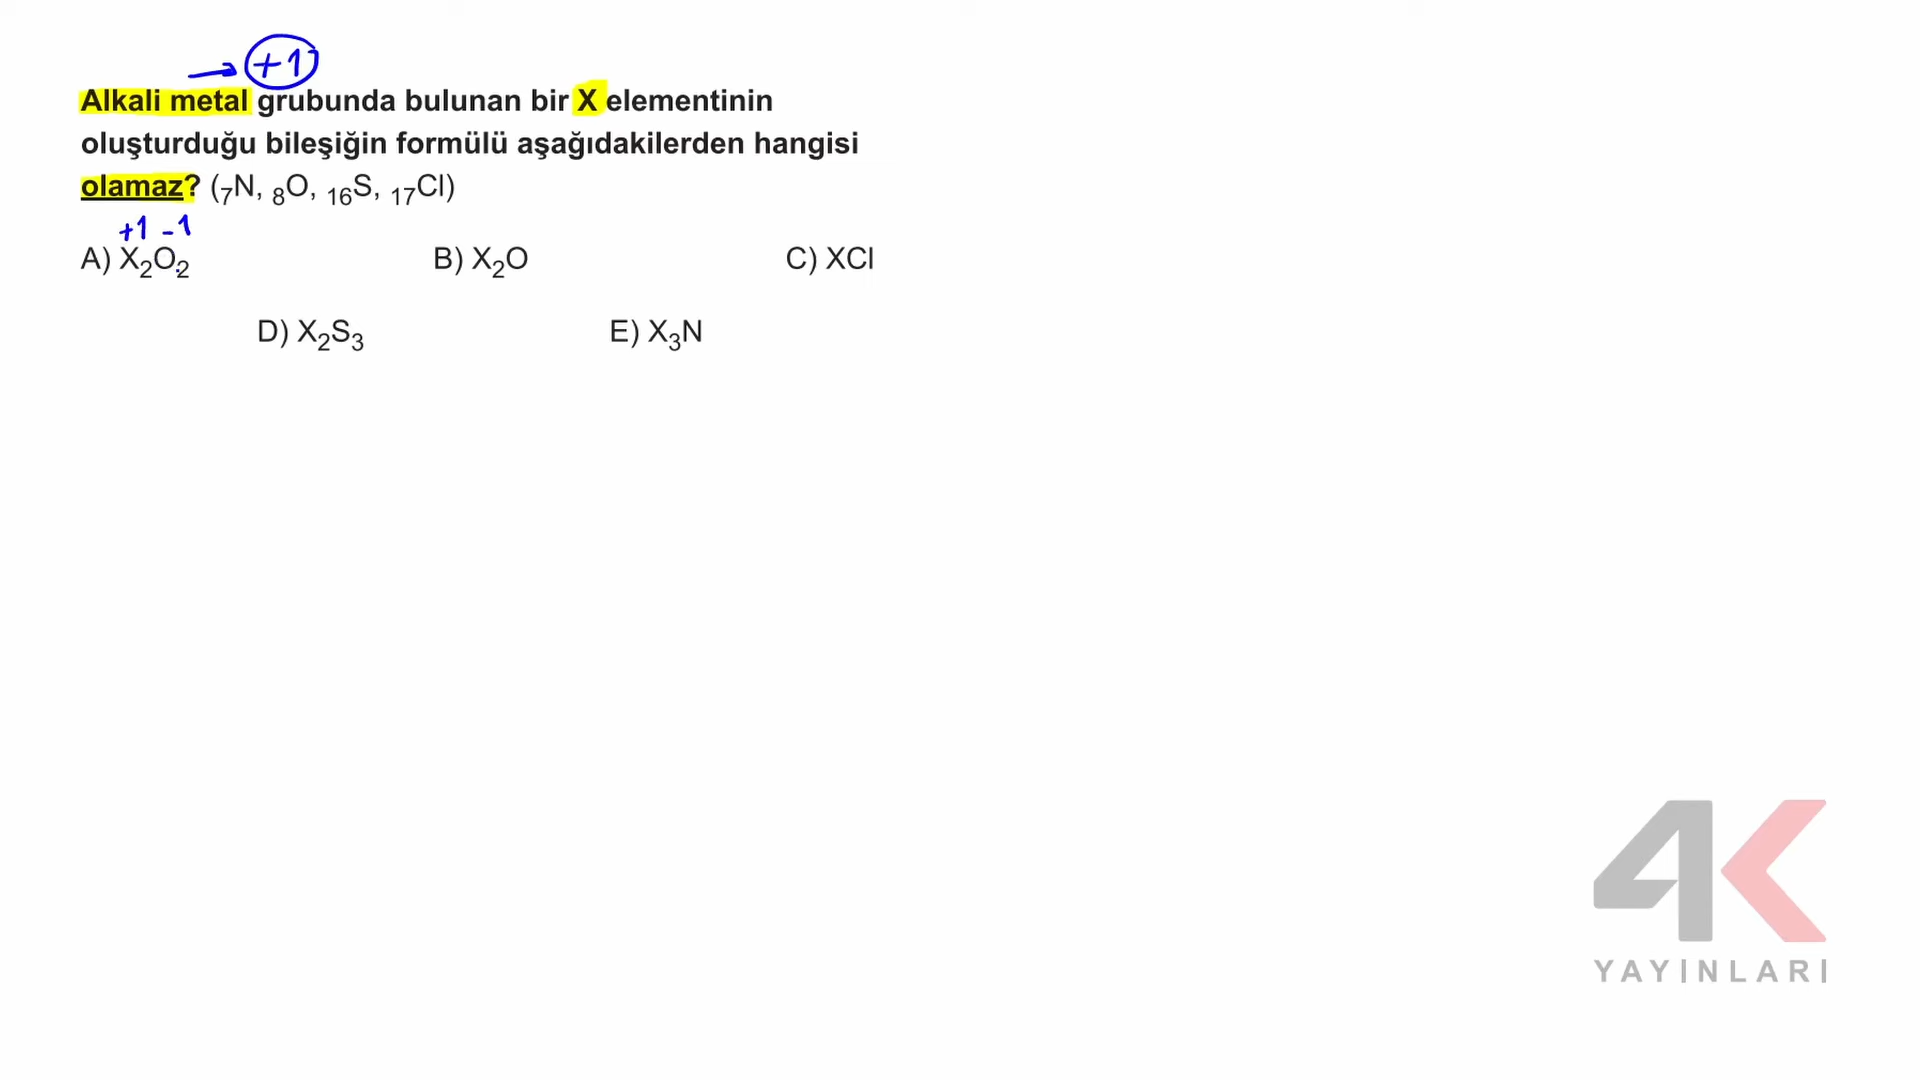 +1
Alkali metal grubunda bulunan bir X elementinin
oluşturduğu bileşiğin formülü aşağıdakilerden hangisi
olamaz? (₇N, ₈O, ₁₆S, ₁₇Cl)
+1 -1
A) X₂O₂ B) X₂O C) XCl
D) X₂S₃ E) X₃N
4K
YAYINLARI